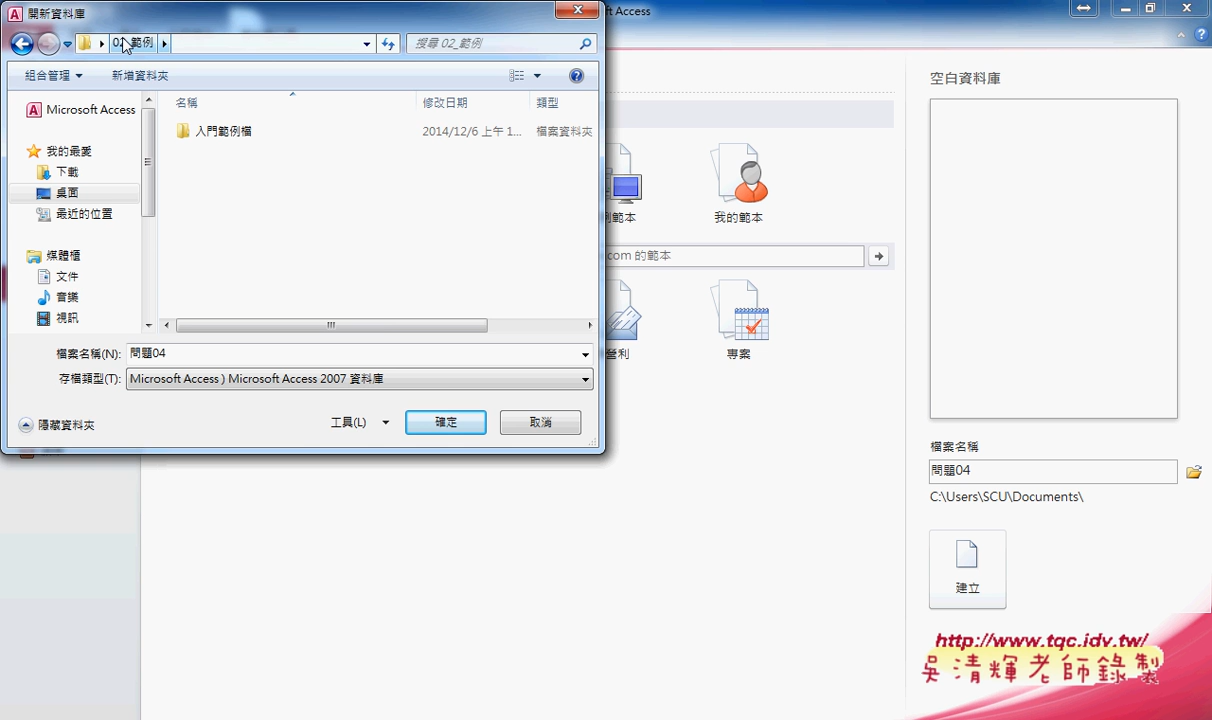 開新資料庫
t Access
02_範例
搜尋 02_範例
組合管理
新增資料夾
Microsoft Access
我的最愛
下載
桌面
最近的位置
媒體櫃
文件
音樂
視訊
名稱
修改日期
類型
入門範例檔
2014/12/6 上午 1...
檔案資料夾
檔案名稱(N):
問題04
存檔類型(T):
Microsoft Access ) Microsoft Access 2007 資料庫
隱藏資料夾
工具(L)
確定
取消
範本
我的範本
.com 的範本
營利
專案
空白資料庫
檔案名稱
問題04
C:\Users\SCU\Documents\
建立
http://www.tqc.idv.tw/
吳清輝老師錄製